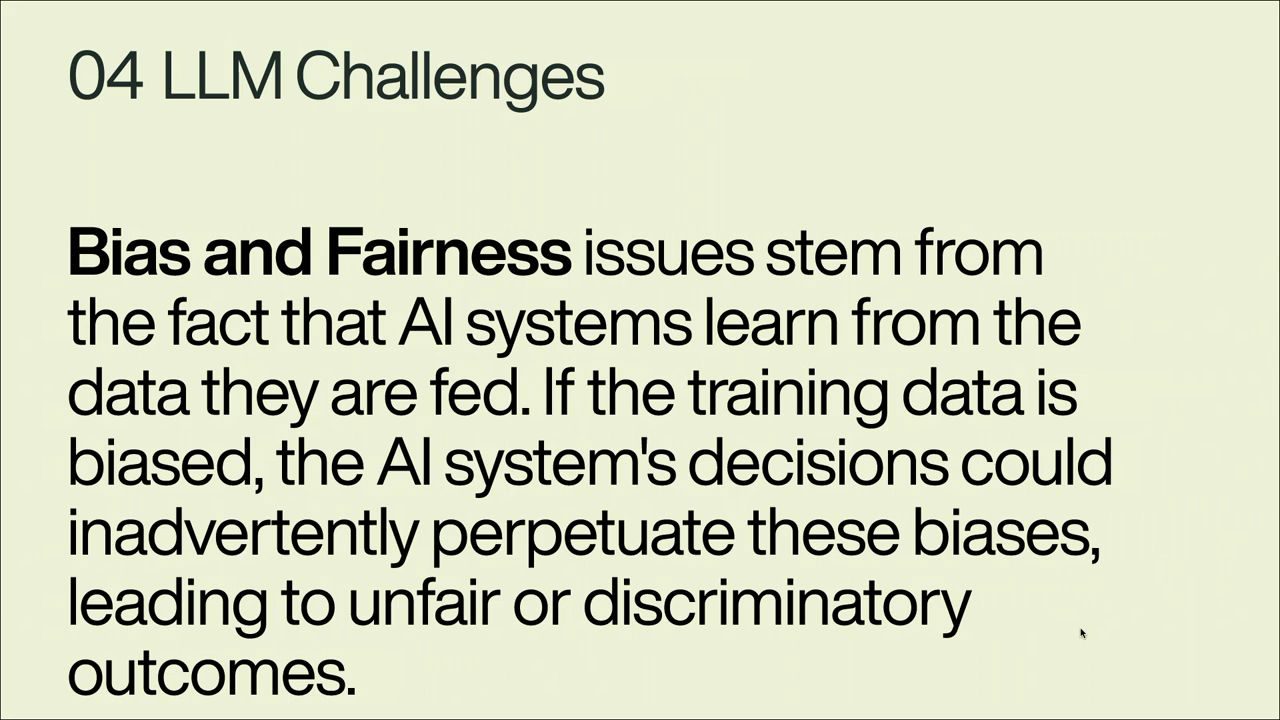 04 LLM Challenges
Bias and Fairness issues stem from
the fact that AI systems learn from the
data they are fed. If the training data is
biased, the AI system's decisions could
inadvertently perpetuate these biases,
leading to unfair or discriminatory
outcomes.